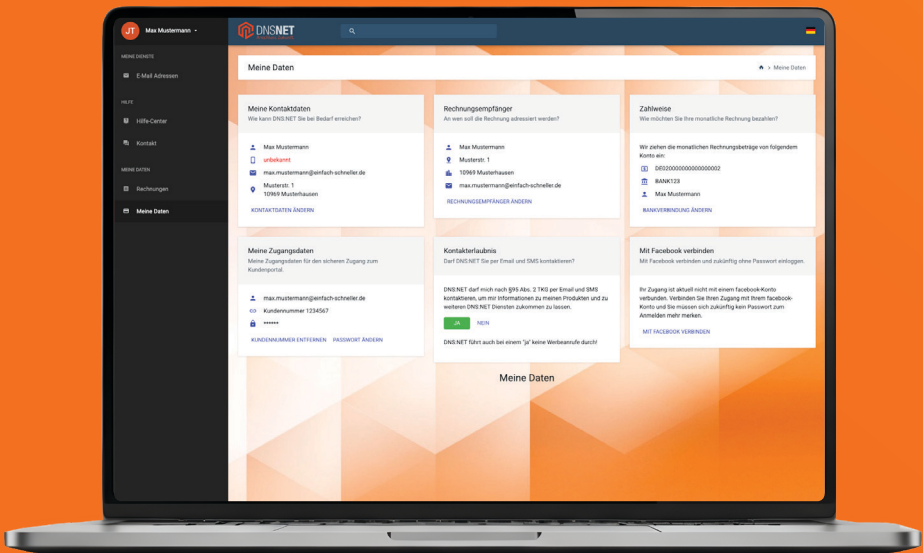 JT
Max Mustermann
DNS:NET
MEINE DIENSTE
E-Mail Adressen
HILFE
Hilfe-Center
Kontakt
MEINE DATEN
Rechnungen
Meine Daten
Meine Daten
> Meine Daten
Meine Kontaktdaten
Wie kann DNS:NET Sie bei Bedarf erreichen?
Max Mustermann
unbekannt
max.mustermann@einfach-schneller.de
Musterstr. 1
10969 Musterhausen
KONTAKTDATEN ÄNDERN
Rechnungsempfänger
An wen soll die Rechnung adressiert werden?
Max Mustermann
Musterstr. 1
10969 Musterhausen
max.mustermann@einfach-schneller.de
RECHNUNGSEMPFÄNGER ÄNDERN
Zahlweise
Wie möchten Sie Ihre monatliche Rechnung bezahlen?
Wir ziehen die monatlichen Rechnungsbeträge von folgendem
Konto ein:
BANK123
Max Mustermann
BANKVERBINDUNG ÄNDERN
Meine Zugangsdaten
Meine Zugangsdaten für den sicheren Zugang zum
Kundenportal.
max.mustermann@einfach-schneller.de
Kundennummer 1234567
******
KUNDENNUMMER ENTFERNEN PASSWORT ÄNDERN
Kontakterlaubnis
Darf DNS:NET Sie per Email und SMS kontaktieren?
DNS:NET darf mich nach §95 Abs. 2 TKG per Email und SMS
kontaktieren, um mir Informationen zu meinen Produkten und zu
weiteren DNS:NET Diensten zukommen zu lassen.
JA NEIN
DNS:NET führt auch bei einem "ja" keine Werbeanrufe durch!
Mit Facebook verbinden
Mit Facebook verbinden und zukünftig ohne Passwort einloggen.
Ihr Zugang ist aktuell nicht mit einem facebook-Konto
verbunden. Verbinden Sie Ihren Zugang mit Ihrem facebook-
Konto und Sie müssen sich zukünftig kein Passwort zum
Anmelden mehr merken.
MIT FACEBOOK VERBINDEN
Meine Daten